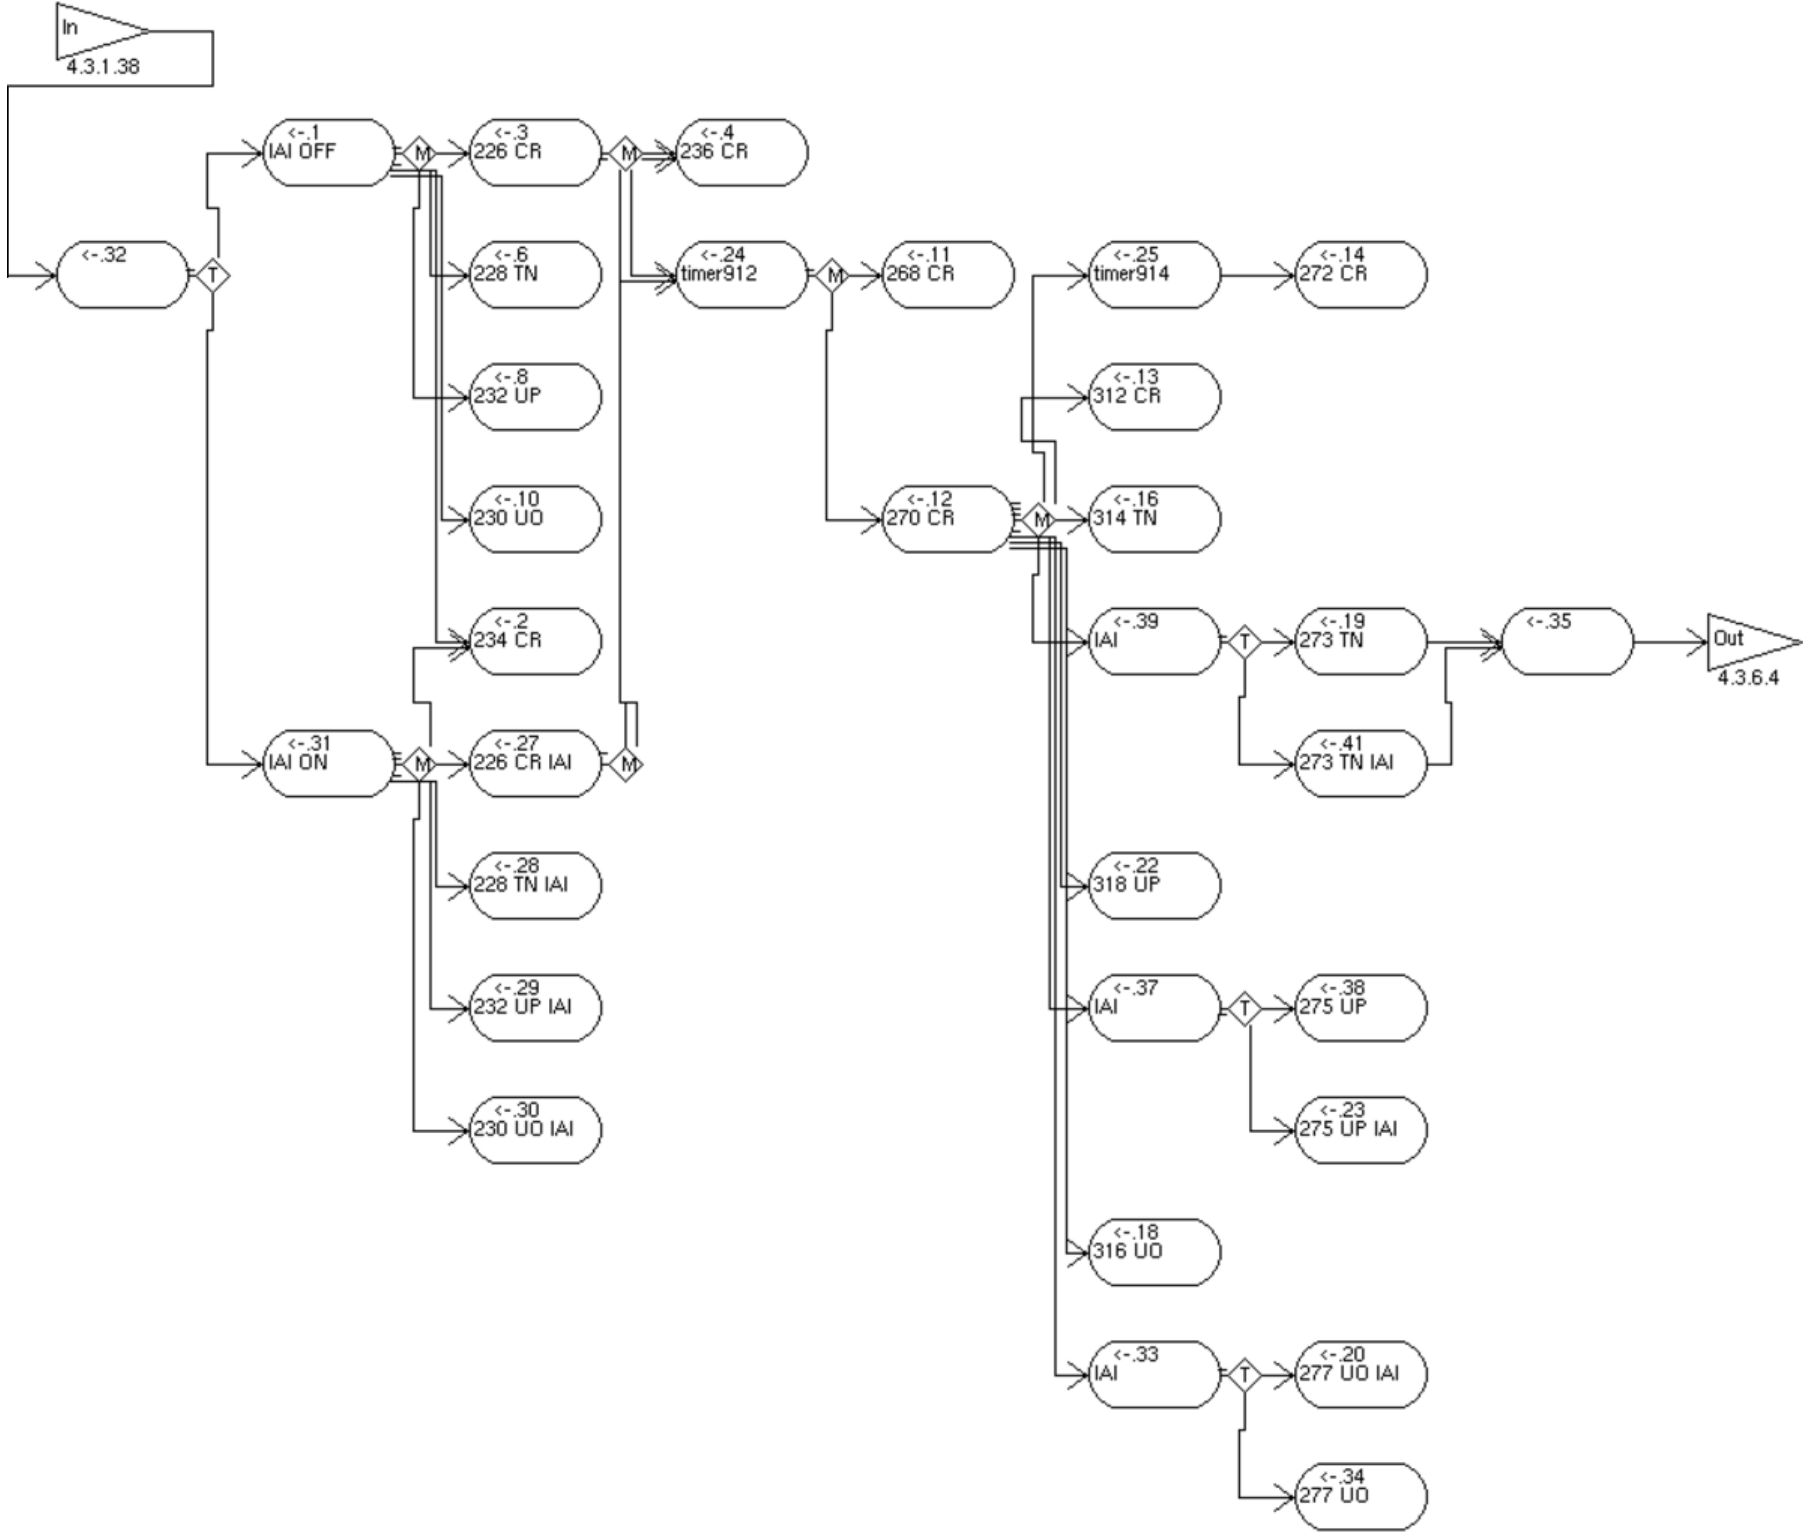 In
4.3.1.38
<-.1
IAI OFF
M
<-.3
226 CR
M
<-.4
236 CR
<-.32
T
<-.6
228 TN
<-.24
timer912
M
<-.11
268 CR
<-.25
timer914
<-.14
272 CR
<-.8
232 UP
<-.13
312 CR
<-.10
230 UO
<-.12
270 CR
M
<-.16
314 TN
<-.2
234 CR
<-.39
IAI
T
<-.19
273 TN
<-.35
Out
4.3.6.4
<-.31
IAI ON
M
<-.27
226 CR IAI
M
<-.41
273 TN IAI
<-.28
228 TN IAI
<-.22
318 UP
<-.29
232 UP IAI
<-.37
IAI
T
<-.38
275 UP
<-.30
230 UO IAI
<-.23
275 UP IAI
<-.18
316 UO
<-.33
IAI
T
<-.20
277 UO IAI
<-.34
277 UO